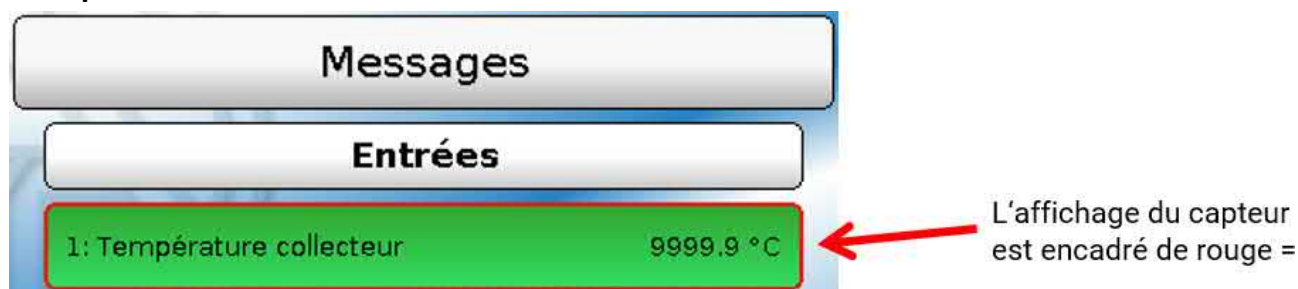 Messages
Entrées
1: Température collecteur 9999.9 °C
L‘affichage du capteur
est encadré de rouge =